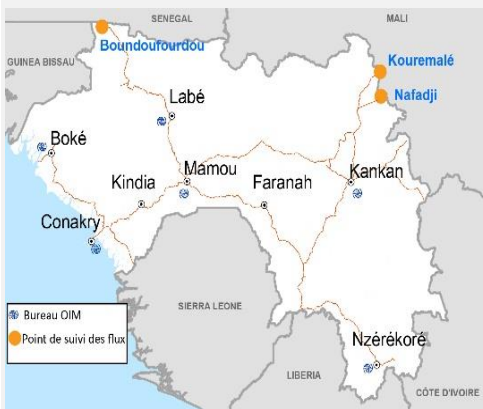 SENEGAL
MALI
Boundoufourdou
GUINEA BISSAU
Kouremalé
Nafadji
Labé
Boké
Mamou
Kindia
Faranah
Kankan
Conakry
SIERRA LEONE
Bureau OIM
Point de suivi des flux
Nzérékoré
LIBERIA
CÔTE D'IVOIRE